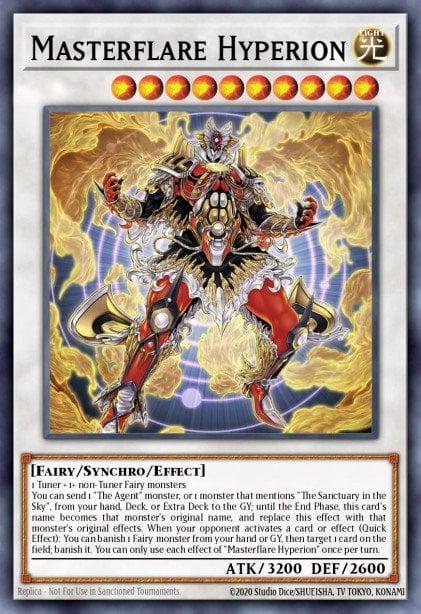 MASTERFLARE HYPERION
LIGHT
光
[FAIRY/SYNCHRO/EFFECT]
1 Tuner + 1+ non-Tuner Fairy monsters
You can send 1 "The Agent" monster, or 1 monster that mentions "The Sanctuary in the
Sky", from your hand, Deck, or Extra Deck to the GY; until the End Phase, this card's
name becomes that monster's original name, and replace this effect with that
monster's original effects. When your opponent activates a card or effect (Quick
Effect): You can banish 1 Fairy monster from your hand or GY, then target 1 card on
the field; banish it. You can only use each effect of "Masterflare Hyperion" once per turn.
ATK/3200 DEF/2600
Replica - Not For Use in Sanctioned Tournaments.
©2020 Studio Dice/SHUEISHA, TV TOKYO, KONAMI